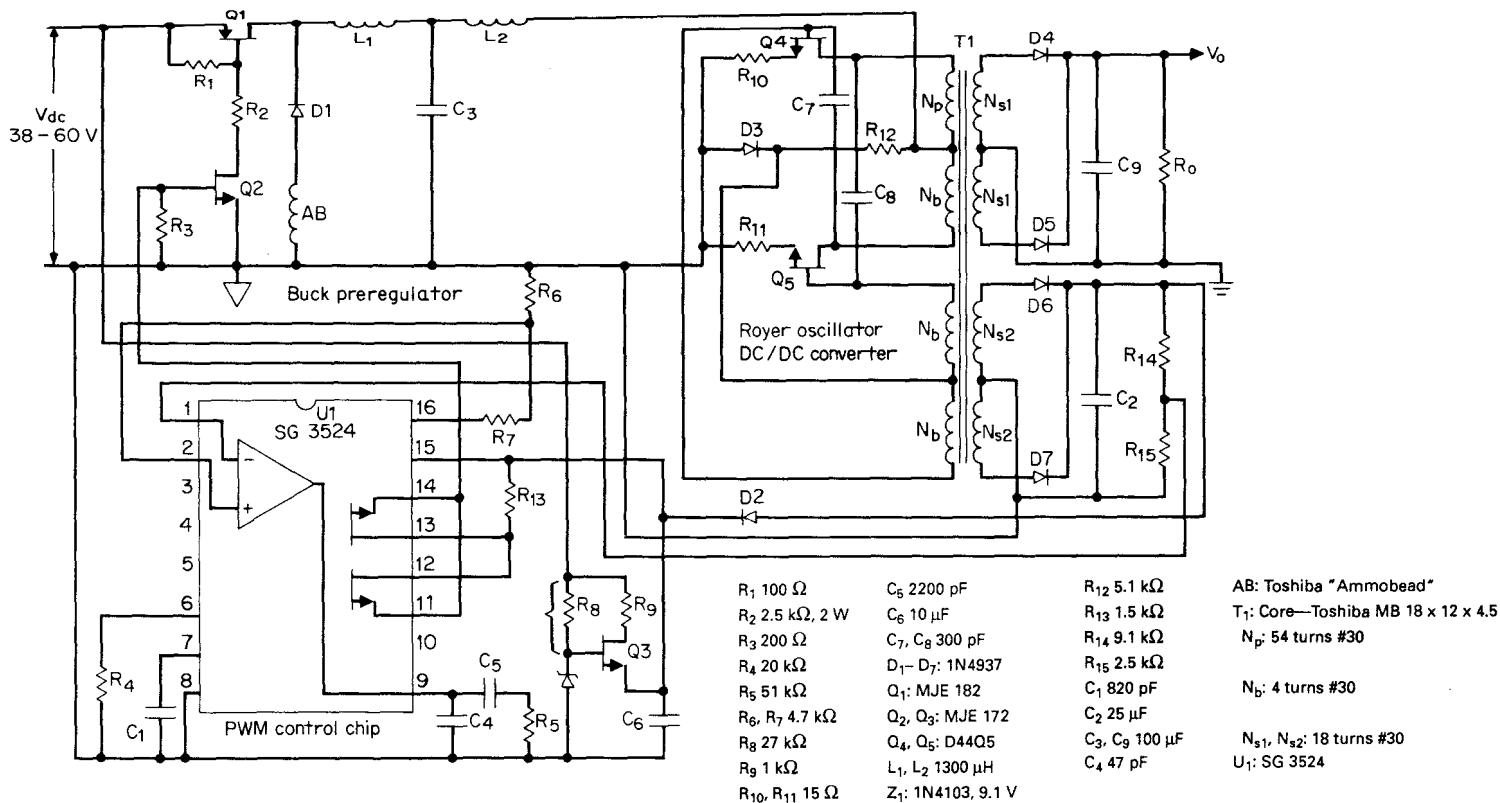 Q1
L1
L2
R1
R2
D1
C3
Vdc
38–60 V
Q2
R3
AB
Buck preregulator
R6
Q4
R10
C7
D3
R12
C8
R11
Q5
Royer oscillator
DC/DC converter
T1
Np
Nb
Nb
Nb
Ns1
Ns1
Ns2
Ns2
D4
Vo
C9
Ro
D5
D6
R14
C2
R15
D7
D2
U1
SG 3524
1
2
3
4
5
6
7
8
16
15
14
13
12
11
10
9
−
+
PWM control chip
R7
R13
R8
R9
Q3
R4
C1
C5
C4
R5
C6
R1 100 Ω
R2 2.5 kΩ, 2 W
R3 200 Ω
R4 20 kΩ
R5 51 kΩ
R6, R7 4.7 kΩ
R8 27 kΩ
R9 1 kΩ
R10, R11 15 Ω
C5 2200 pF
C6 10 μF
C7, C8 300 pF
D1– D7: 1N4937
Q1: MJE 182
Q2, Q3: MJE 172
Q4, Q5: D44Q5
L1, L2 1300 μH
Z1: 1N4103, 9.1 V
R12 5.1 kΩ
R13 1.5 kΩ
R14 9.1 kΩ
R15 2.5 kΩ
C1 820 pF
C2 25 μF
C3, C9 100 μF
C4 47 pF
AB: Toshiba "Ammobead"
T1: Core—Toshiba MB 18 x 12 x 4.5
Np: 54 turns #30
Nb: 4 turns #30
Ns1, Ns2: 18 turns #30
U1: SG 3524